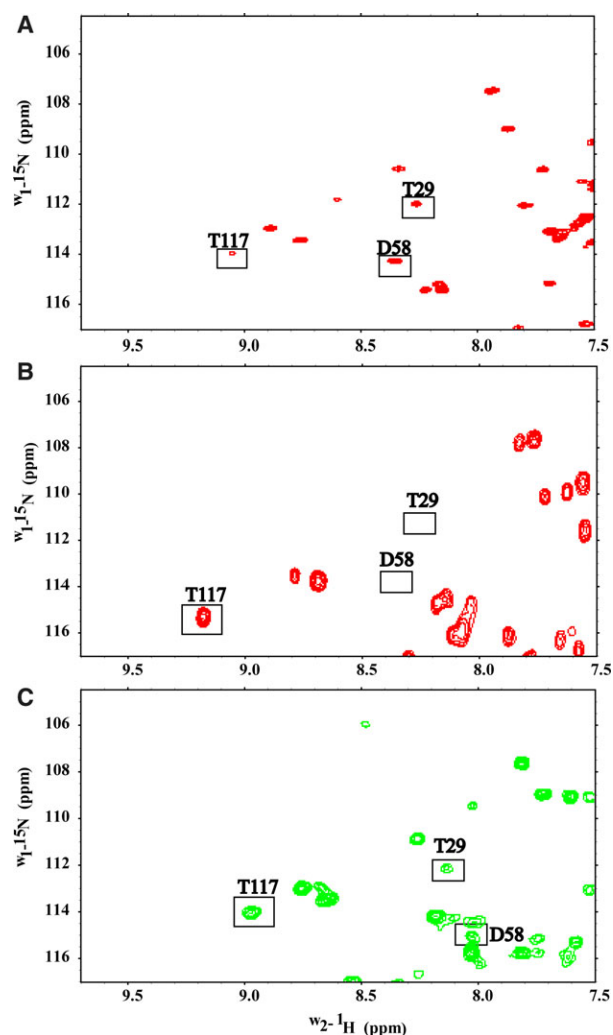 A
w1-15N (ppm)
106
108
110
112
114
116
T29
T117
D58
9.5
9.0
8.5
8.0
7.5
B
w1-15N (ppm)
106
108
110
112
114
116
T29
D58
T117
9.5
9.0
8.5
8.0
7.5
C
w1-15N (ppm)
106
108
110
112
114
116
T29
T117
D58
9.5
9.0
8.5
8.0
7.5
w2-1H (ppm)